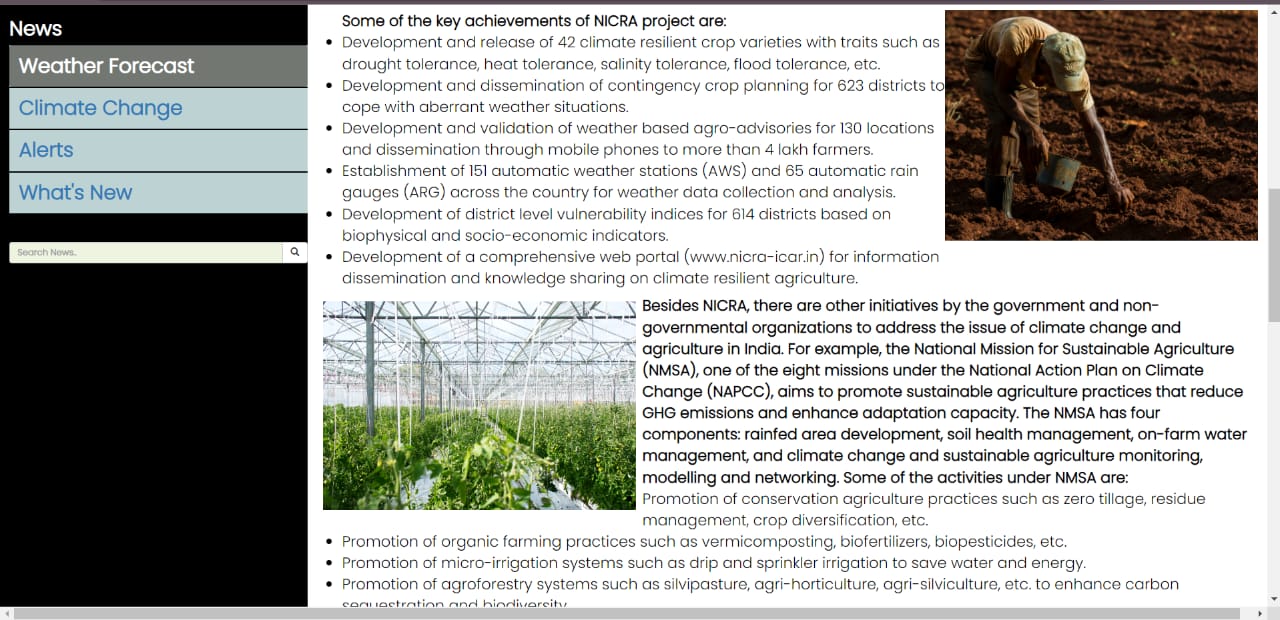 News
Weather Forecast
Climate Change
Alerts
What's New
Search News..
Some of the key achievements of NICRA project are:
Development and release of 42 climate resilient crop varieties with traits such as
drought tolerance, heat tolerance, salinity tolerance, flood tolerance, etc.
Development and dissemination of contingency crop planning for 623 districts to
cope with aberrant weather situations.
Development and validation of weather based agro-advisories for 130 locations
and dissemination through mobile phones to more than 4 lakh farmers.
Establishment of 151 automatic weather stations (AWS) and 65 automatic rain
gauges (ARG) across the country for weather data collection and analysis.
Development of district level vulnerability indices for 614 districts based on
biophysical and socio-economic indicators.
Development of a comprehensive web portal (www.nicra-icar.in) for information
dissemination and knowledge sharing on climate resilient agriculture.
Besides NICRA, there are other initiatives by the government and non-
governmental organizations to address the issue of climate change and
agriculture in India. For example, the National Mission for Sustainable Agriculture
(NMSA), one of the eight missions under the National Action Plan on Climate
Change (NAPCC), aims to promote sustainable agriculture practices that reduce
GHG emissions and enhance adaptation capacity. The NMSA has four
components: rainfed area development, soil health management, on-farm water
management, and climate change and sustainable agriculture monitoring,
modelling and networking. Some of the activities under NMSA are:
Promotion of conservation agriculture practices such as zero tillage, residue
management, crop diversification, etc.
Promotion of organic farming practices such as vermicomposting, biofertilizers, biopesticides, etc.
Promotion of micro-irrigation systems such as drip and sprinkler irrigation to save water and energy.
Promotion of agroforestry systems such as silvipasture, agri-horticulture, agri-silviculture, etc. to enhance carbon
sequestration and biodiversity